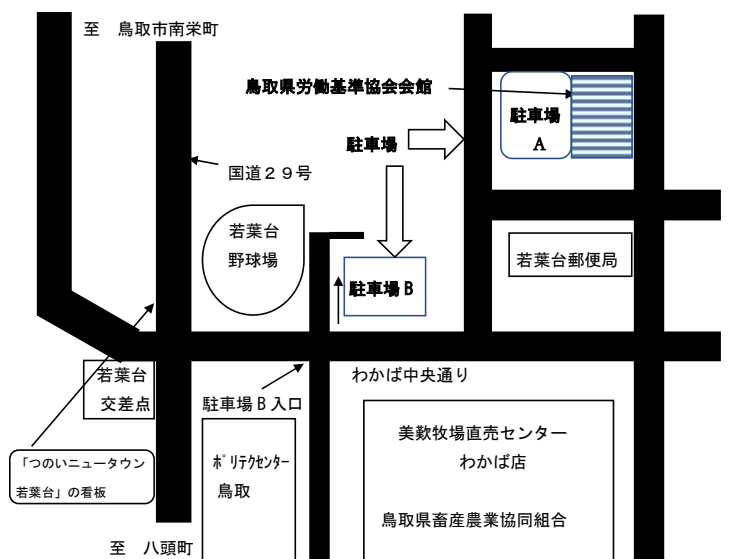 至　鳥取市南栄町
鳥取県労働基準協会会館
駐車場
A
駐車場
国道２９号
若葉台
野球場
若葉台郵便局
駐車場 B
わかば中央通り
若葉台
交差点
駐車場 B 入口
美歎牧場直売センター
わかば店
ﾎﾟﾘﾃｸｾﾝﾀｰ
鳥取
「つのいニュータウン
若葉台」の看板
鳥取県畜産農業協同組合
至　八頭町